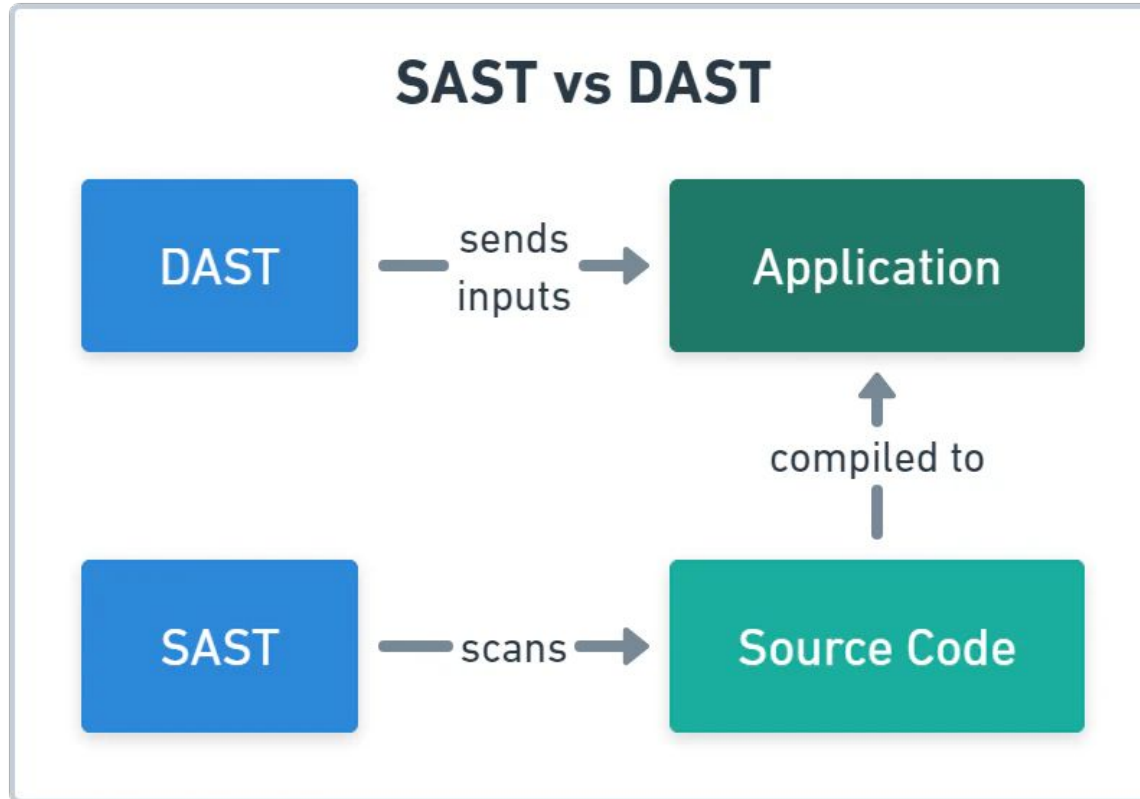 SAST vs DAST
DAST
sends
inputs
Application
compiled to
SAST
scans
Source Code